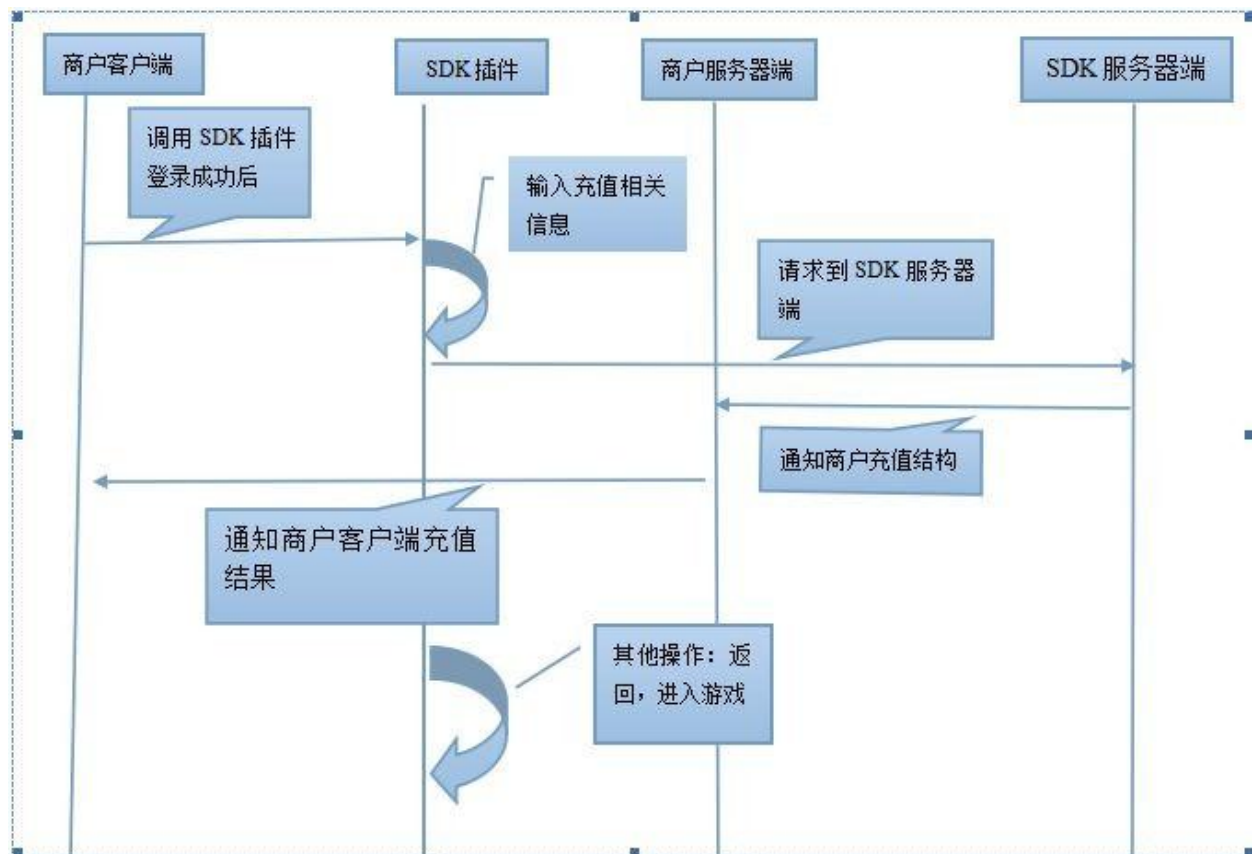 商户客户端
SDK 插件
商户服务器端
SDK 服务器端
调用 SDK 插件
登录成功后
输入充值相关
信息
请求到 SDK 服务器
端
通知商户充值结构
通知商户客户端充值
结果
其他操作：返
回，进入游戏